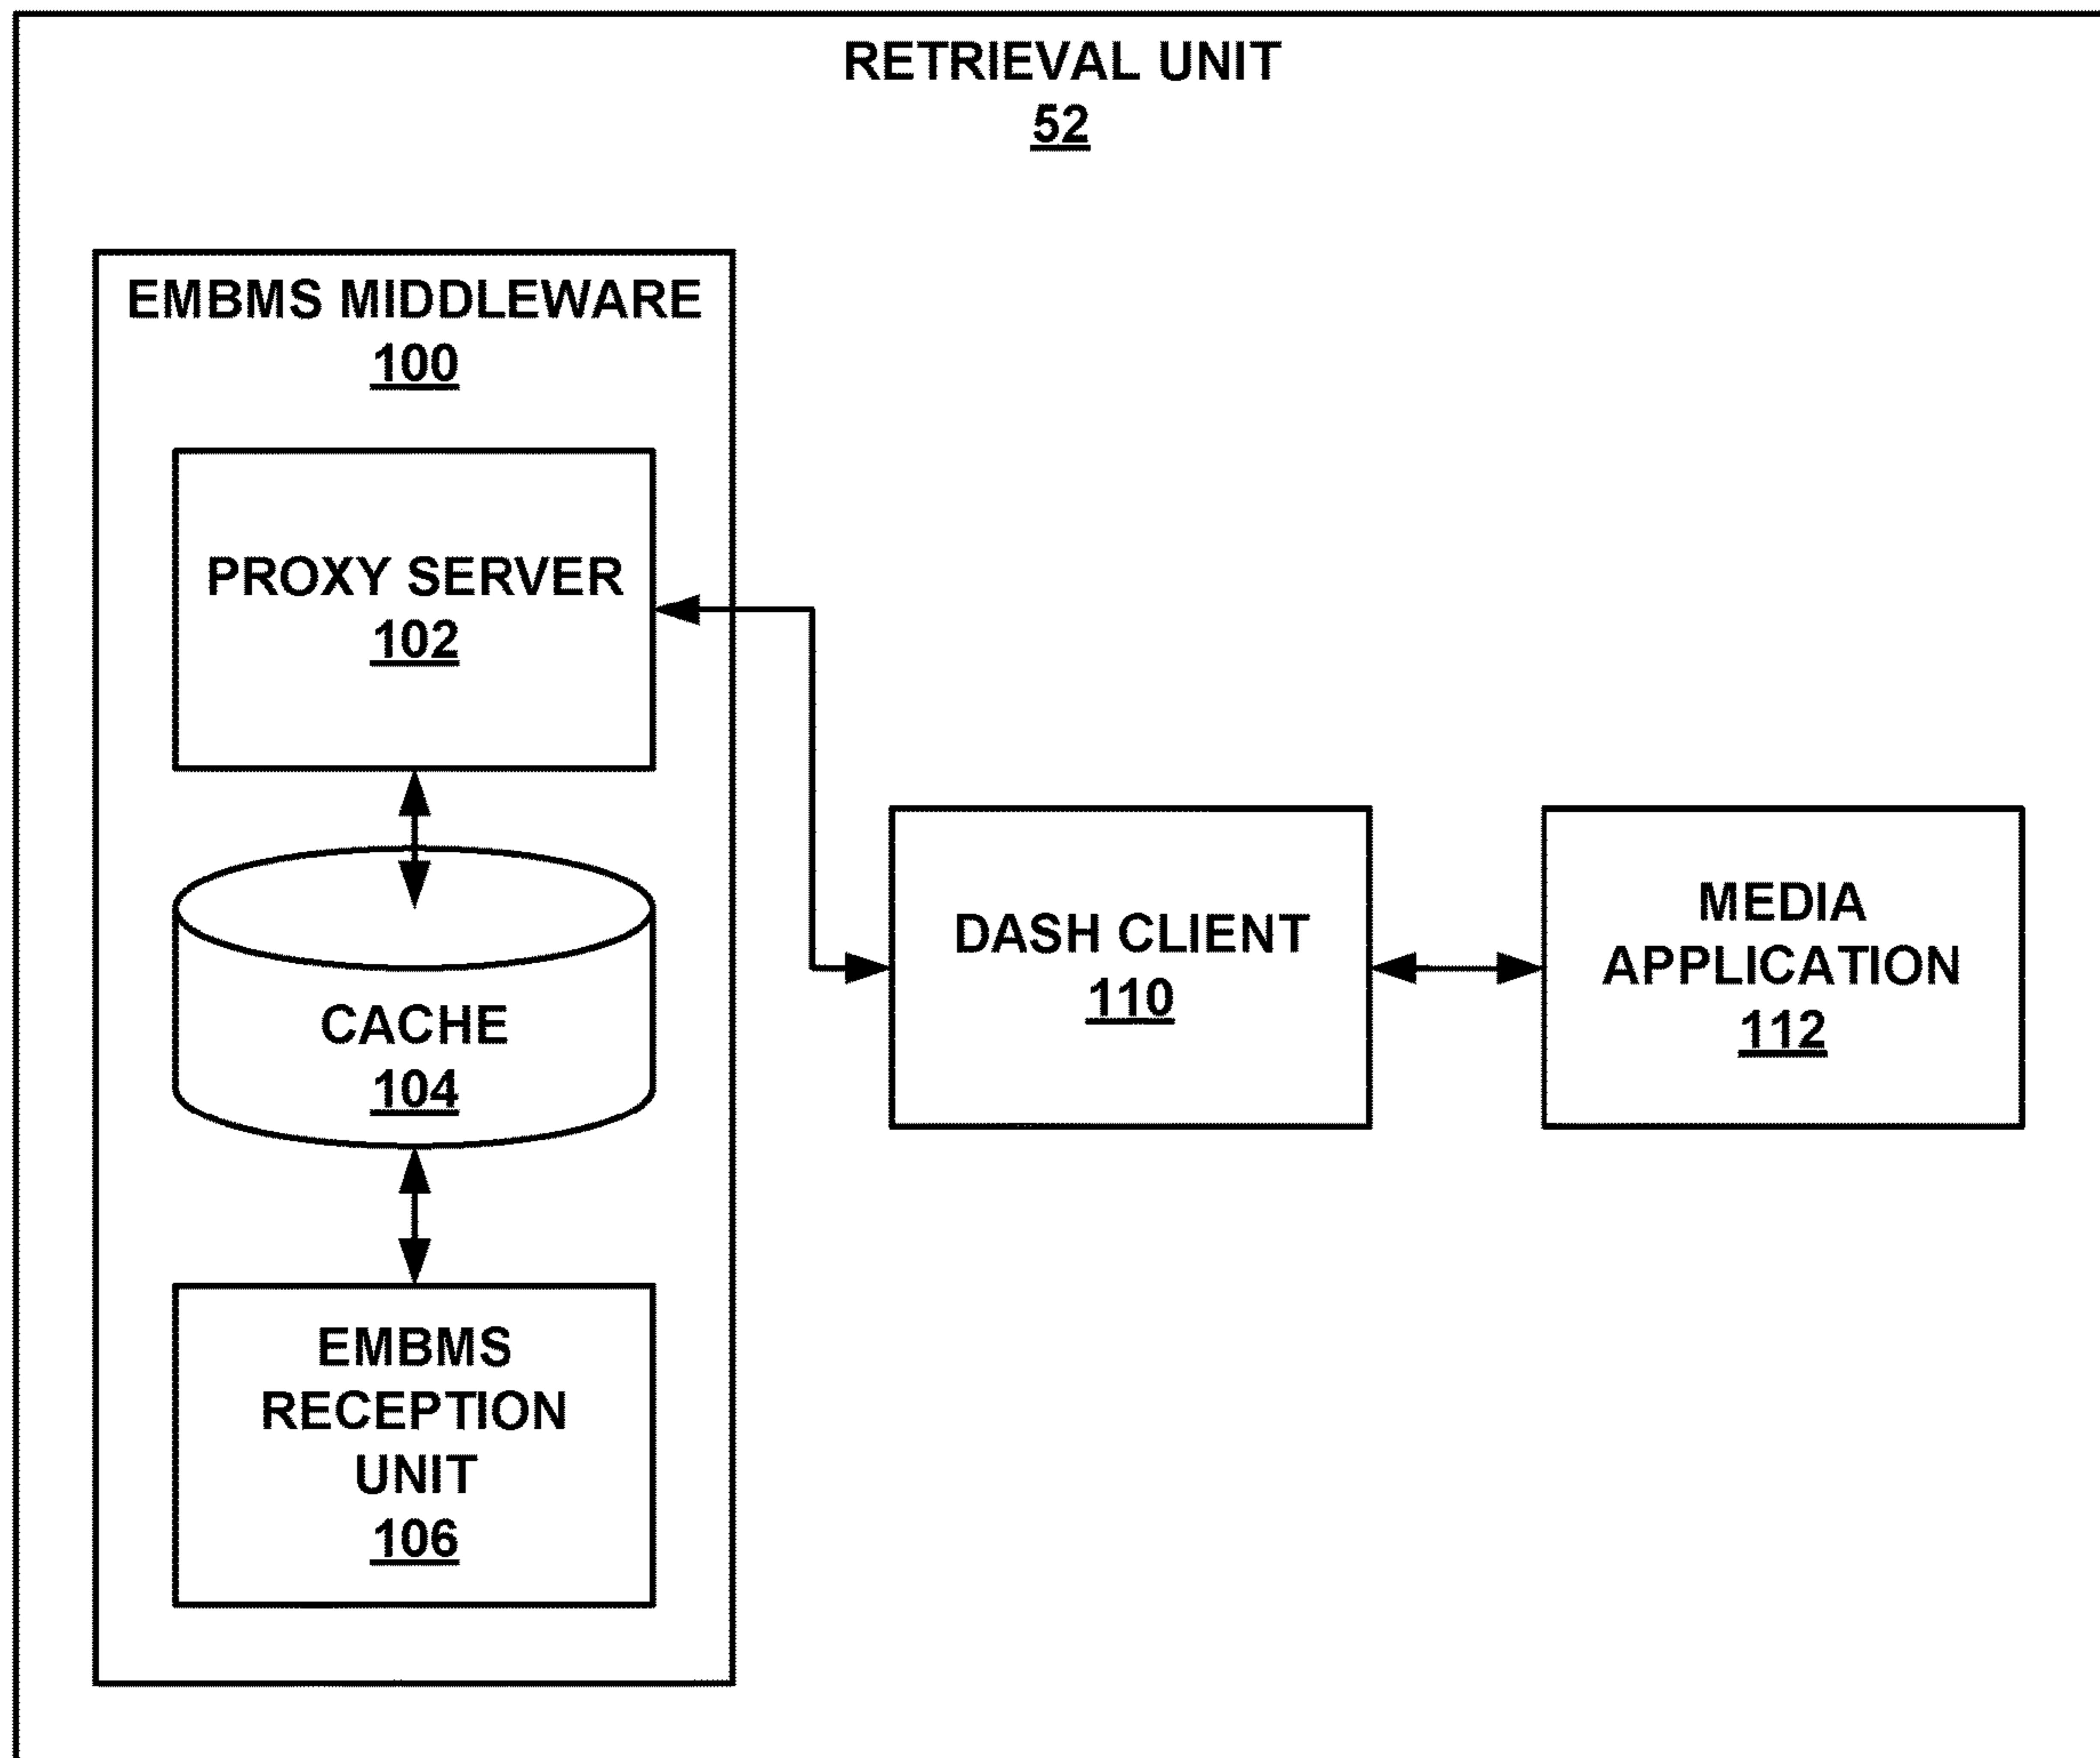 RETRIEVAL UNIT
52
EMBMS MIDDLEWARE
100
PROXY SERVER
102
CACHE
104
EMBMS
RECEPTION
UNIT
106
DASH CLIENT
110
MEDIA
APPLICATION
112